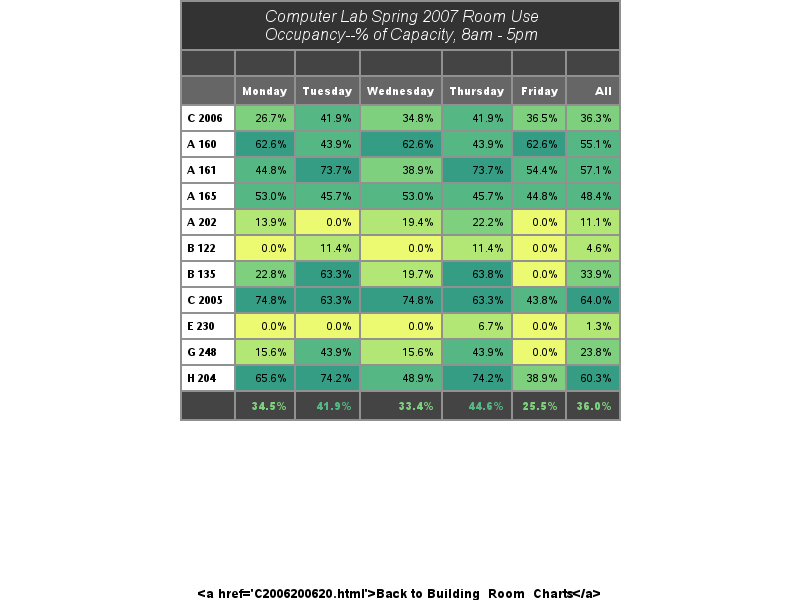 Computer Lab Spring 2007 Room Use
Occupancy--% of Capacity, 8am - 5pm
Monday Tuesday Wednesday Thursday Friday All
C 2006 26.7% 41.9% 34.8% 41.9% 36.5% 36.3%
A 160 62.6% 43.9% 62.6% 43.9% 62.6% 55.1%
A 161 44.8% 73.7% 38.9% 73.7% 54.4% 57.1%
A 165 53.0% 45.7% 53.0% 45.7% 44.8% 48.4%
A 202 13.9% 0.0% 19.4% 22.2% 0.0% 11.1%
B 122 0.0% 11.4% 0.0% 11.4% 0.0% 4.6%
B 135 22.8% 63.3% 19.7% 63.8% 0.0% 33.9%
C 2005 74.8% 63.3% 74.8% 63.3% 43.8% 64.0%
E 230 0.0% 0.0% 0.0% 6.7% 0.0% 1.3%
G 248 15.6% 43.9% 15.6% 43.9% 0.0% 23.8%
H 204 65.6% 74.2% 48.9% 74.2% 38.9% 60.3%
34.5% 41.9% 33.4% 44.6% 25.5% 36.0%
<a href='C2006200620.html'>Back to Building_Room_Charts</a>